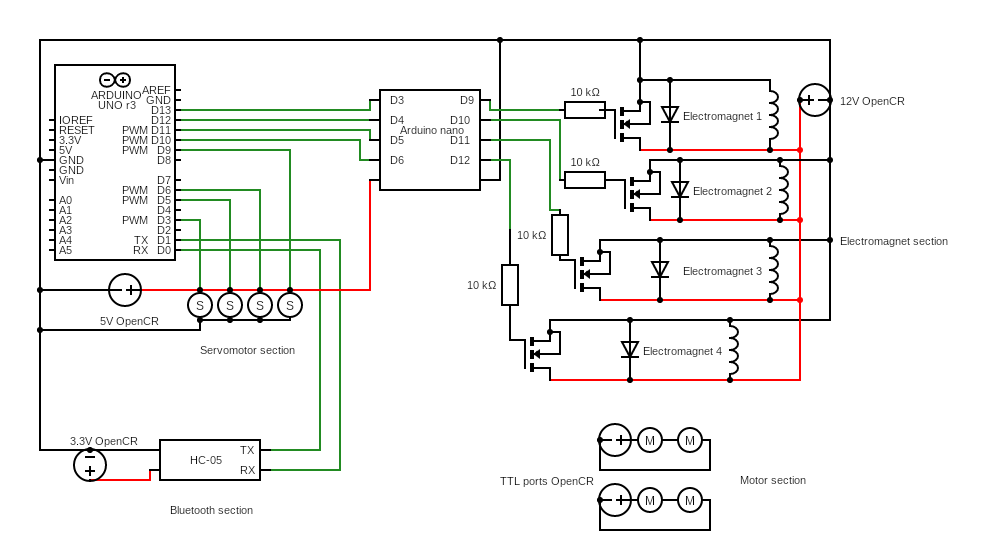 ARDUINO
UNO r3
AREF
GND
D13
IOREF D12
RESET PWM D11
3.3V PWM D10
5V PWM D9
GND D8
GND
Vin D7
PWM D6
A0 PWM D5
A1 D4
A2 PWM D3
A3 D2
A4 TX D1
A5 RX D0
D3 D9
D4 D10
Arduino nano
D5 D11
D6 D12
10 kΩ
Electromagnet 1
12V OpenCR
10 kΩ
Electromagnet 2
10 kΩ
Electromagnet section
Electromagnet 3
10 kΩ
5V OpenCR
S S S S
Servomotor section
Electromagnet 4
3.3V OpenCR
HC-05
TX
RX
Bluetooth section
M M
TTL ports OpenCR
Motor section
M M